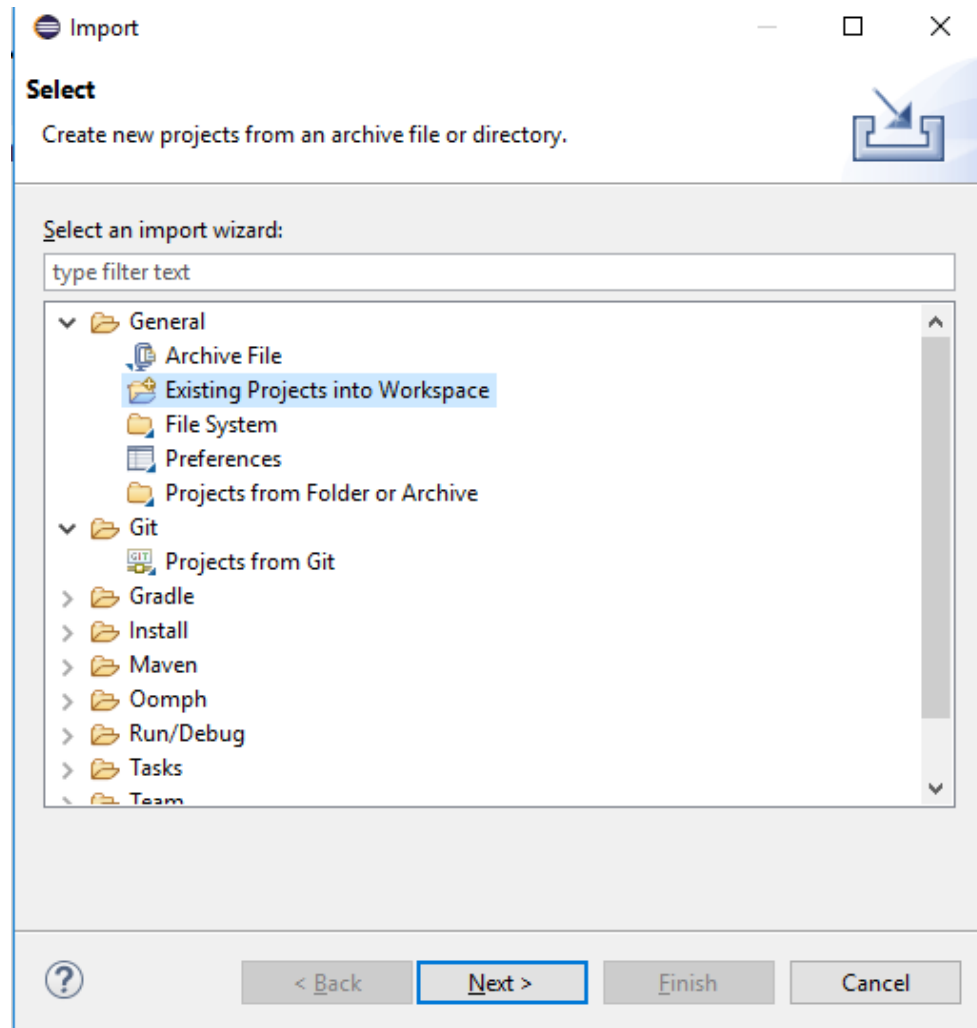 Import
Select
Create new projects from an archive file or directory.
Select an import wizard:
type filter text
General
Archive File
Existing Projects into Workspace
File System
Preferences
Projects from Folder or Archive
Git
GIT
Projects from Git
Gradle
Install
Maven
Oomph
Run/Debug
Tasks
Team
? < Back Next > Finish Cancel